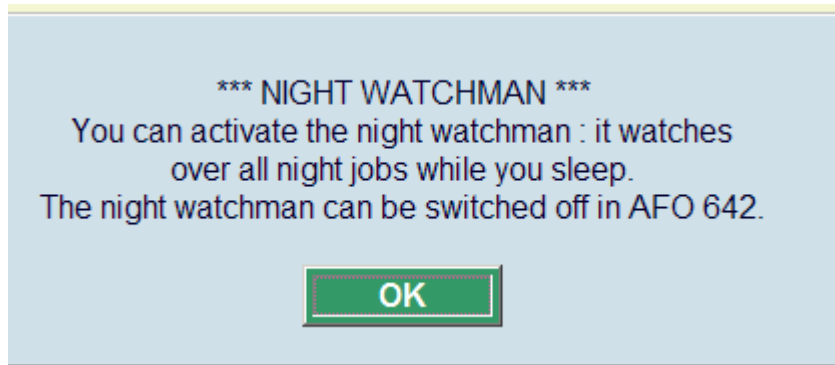 *** NIGHT WATCHMAN ***
You can activate the night watchman : it watches
over all night jobs while you sleep.
The night watchman can be switched off in AFO 642.
OK